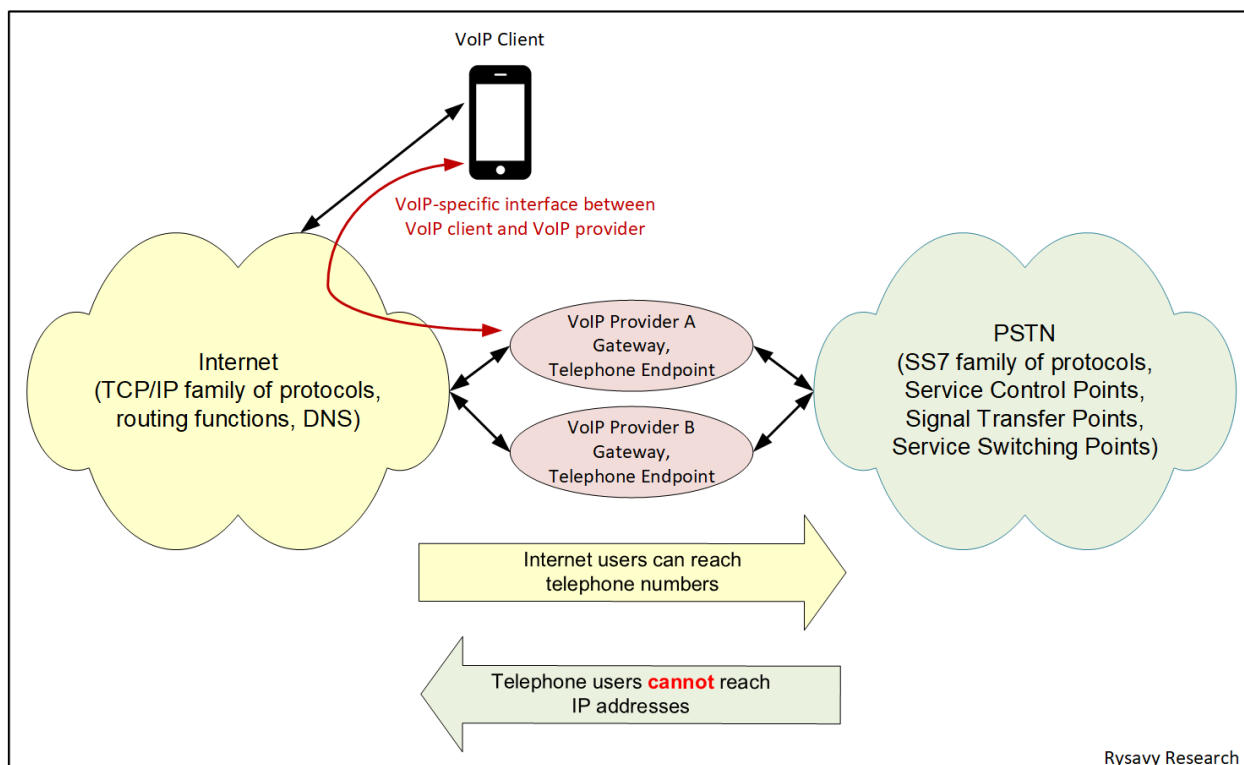 VoIP Client
VoIP-specific interface between
VoIP client and VoIP provider
Internet
(TCP/IP family of protocols,
routing functions, DNS)
VoIP Provider A
Gateway,
Telephone Endpoint
VoIP Provider B
Gateway,
Telephone Endpoint
PSTN
(SS7 family of protocols,
Service Control Points,
Signal Transfer Points,
Service Switching Points)
Internet users can reach
telephone numbers
Telephone users cannot reach
IP addresses
Rysavy Research